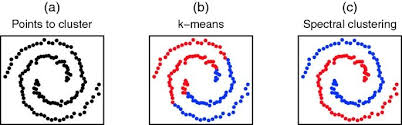 (a)
Points to cluster
(b)
k–means
(c)
Spectral clustering